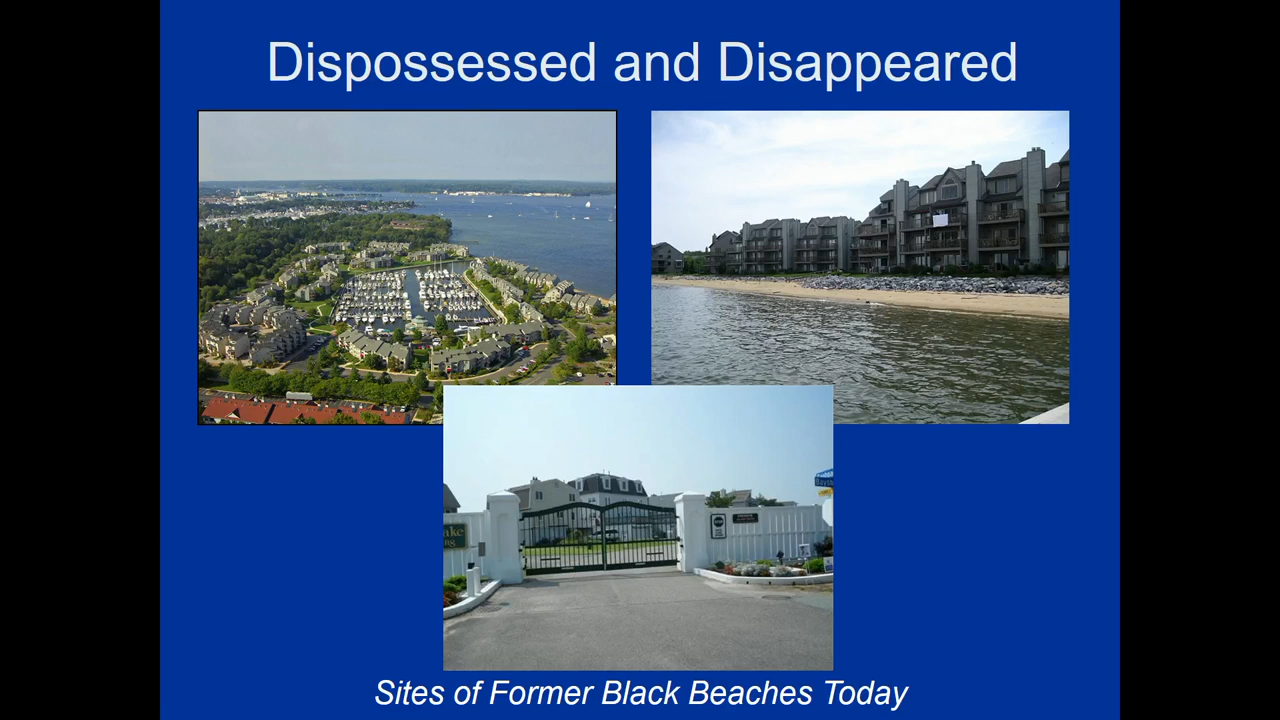 Dispossessed and Disappeared
Sites of Former Black Beaches Today